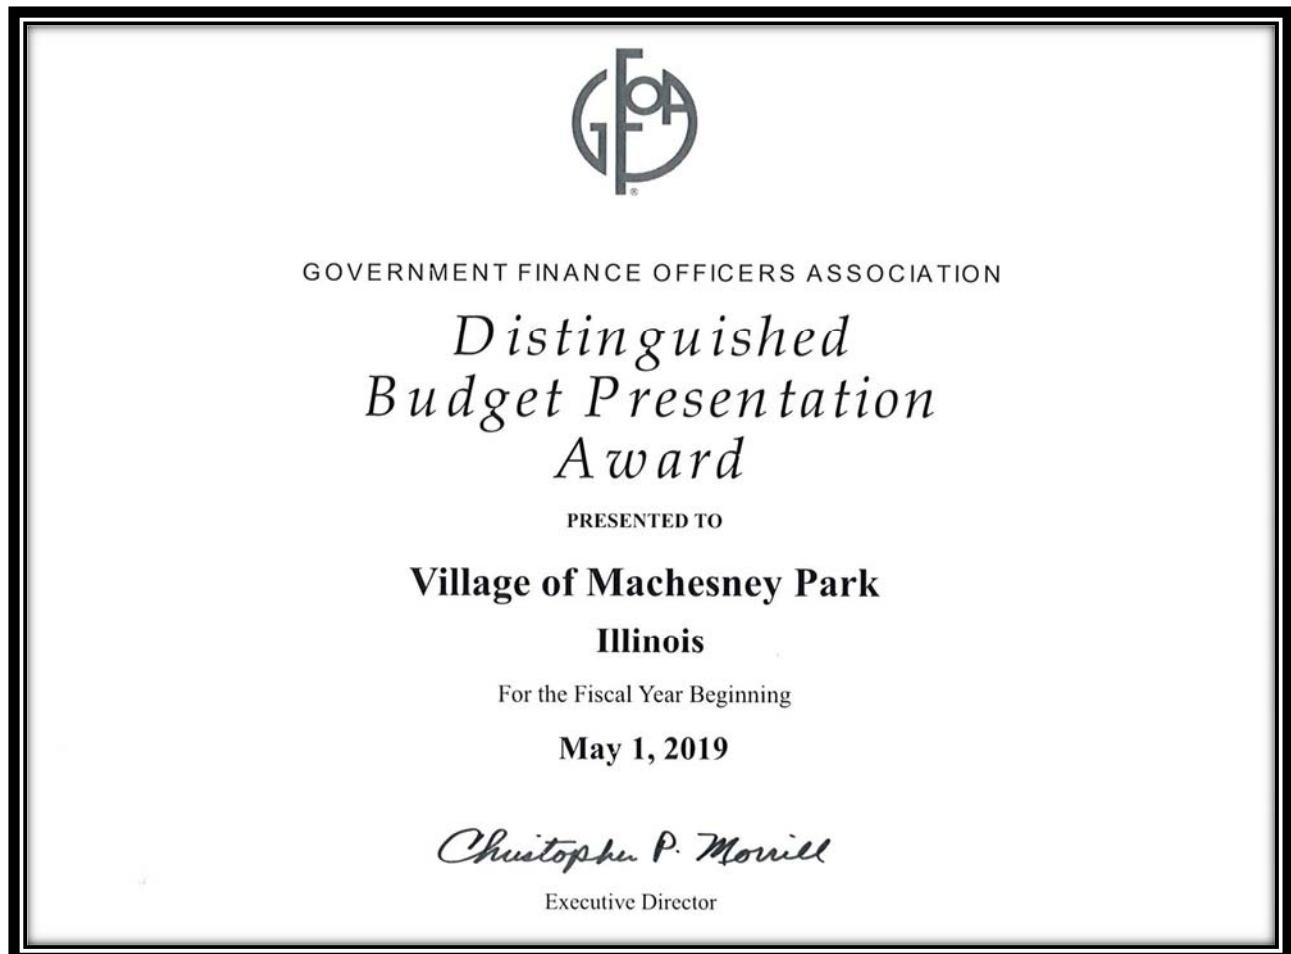 GFOA
®
GOVERNMENT FINANCE OFFICERS ASSOCIATION
Distinguished
Budget Presentation
Award
PRESENTED TO
Village of Machesney Park
Illinois
For the Fiscal Year Beginning
May 1, 2019
Christopher P. Morrill
Executive Director